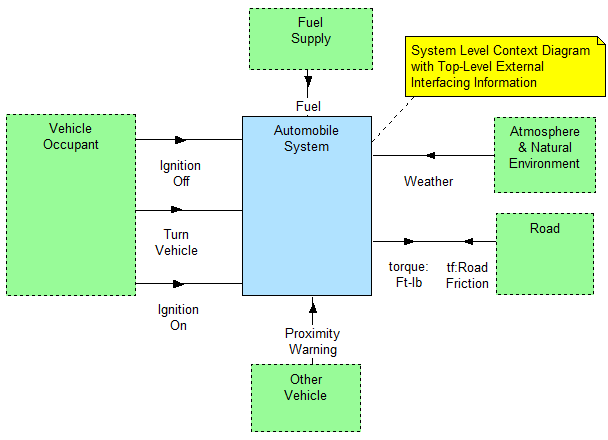 Fuel
Supply
System Level Context Diagram
with Top-Level External
Interfacing Information
Fuel
Vehicle
Occupant
Automobile
System
Atmosphere
& Natural
Environment
Ignition
Off
Weather
Turn
Vehicle
Road
torque:
Ft-lb
tf:Road
Friction
Ignition
On
Proximity
Warning
Other
Vehicle